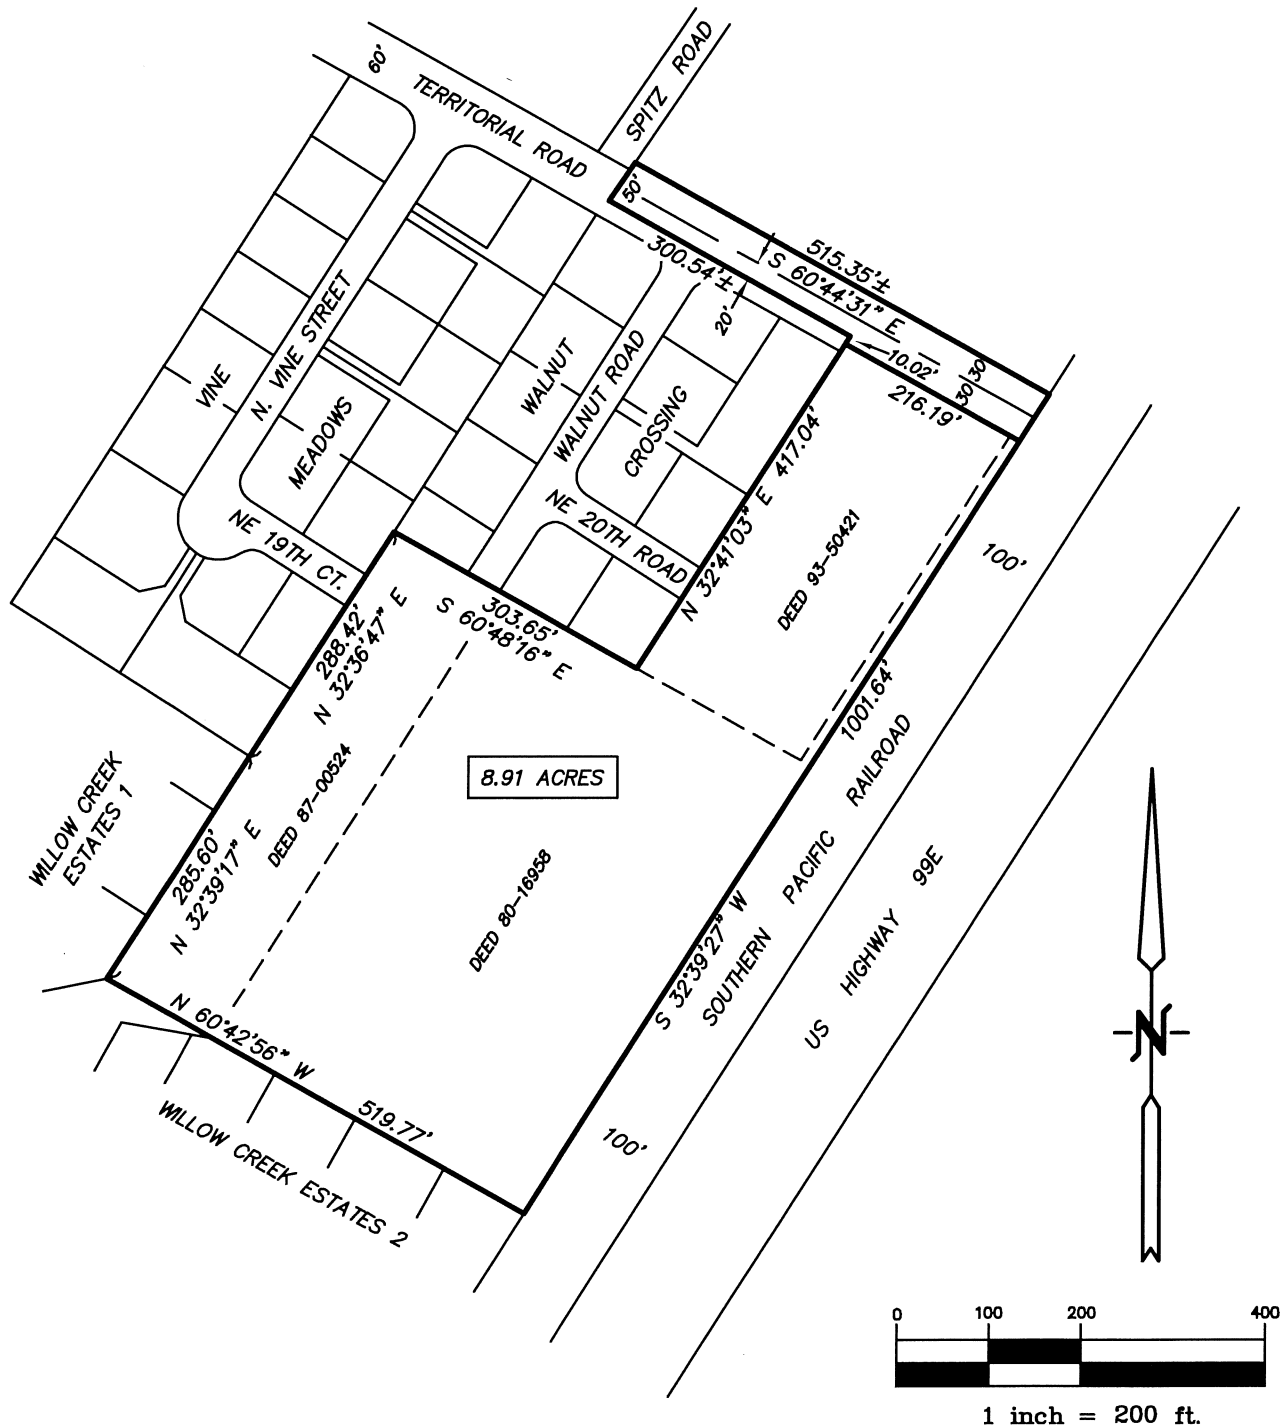 60'
TERRITORIAL ROAD
SPITZ ROAD
50'
515.35'±
S 60°44'31" E
300.54'±
20'
10.02'
30
30
216.19'
N. VINE STREET
VINE
MEADOWS
WALNUT
WALNUT ROAD
CROSSING
NE 19TH CT.
NE 20TH ROAD
N 32°41'03" E 417.04'
DEED 93-50421
100'
303.65'
S 60°48'16" E
288.42'
N 32°36'47" E
1001.64'
S 32°39'27" W
8.91 ACRES
WILLOW CREEK
ESTATES 1
285.60'
N 32°39'17" E
DEED 87-00524
DEED 80-16958
SOUTHERN PACIFIC RAILROAD
US HIGHWAY 99E
N 60°42'56" W
519.77'
WILLOW CREEK ESTATES 2
100'
N
0 100 200 400
1 inch = 200 ft.